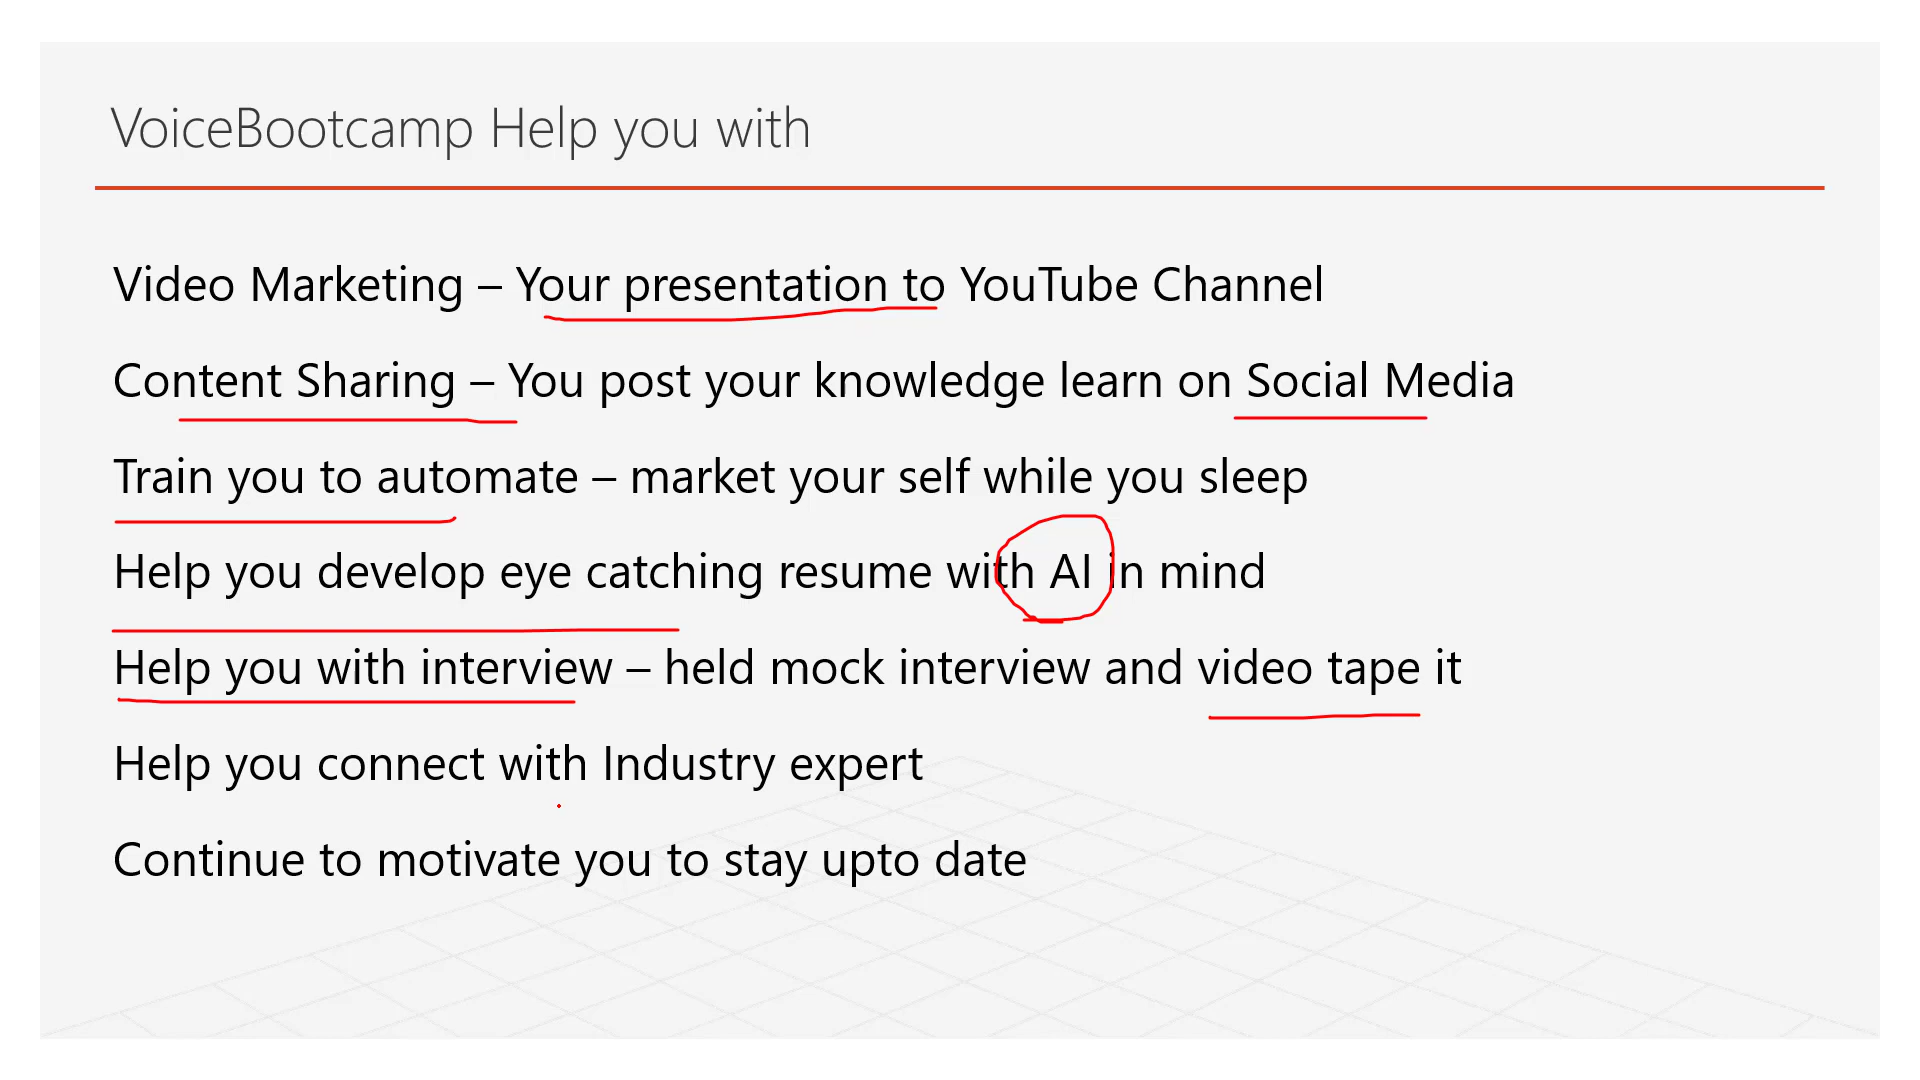 VoiceBootcamp Help you with
Video Marketing – Your presentation to YouTube Channel
Content Sharing – You post your knowledge learn on Social Media
Train you to automate – market your self while you sleep
Help you develop eye catching resume with AI in mind
Help you with interview – held mock interview and video tape it
Help you connect with Industry expert
Continue to motivate you to stay upto date